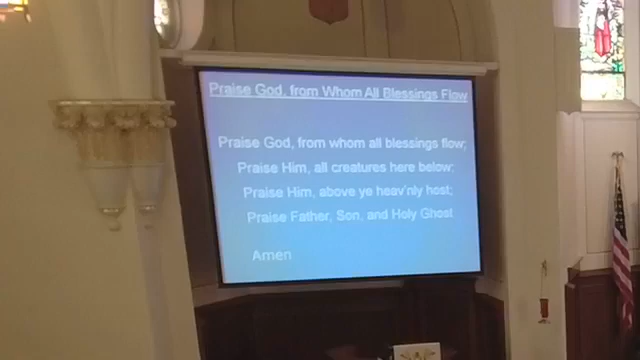 Praise God, from Whom All Blessings Flow
Praise God, from whom all blessings flow;
Praise Him, all creatures here below:
Praise Him, above ye heav'nly host;
Praise Father, Son, and Holy Ghost
Amen